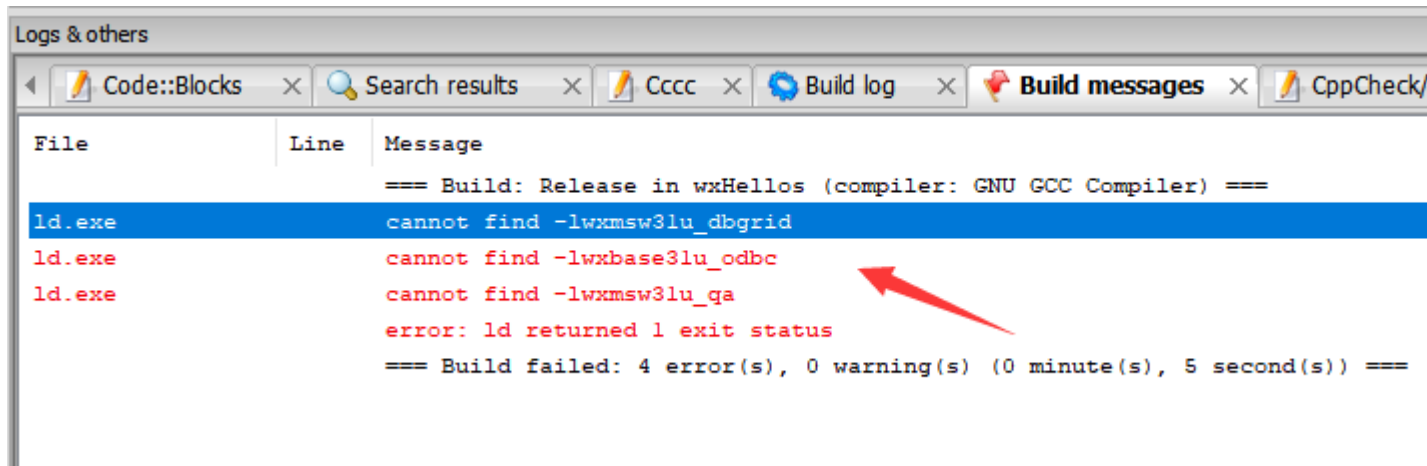 Logs & others
Code::Blocks Search results Cccc Build log Build messages CppCheck/
File Line Message
=== Build: Release in wxHellos (compiler: GNU GCC Compiler) ===
ld.exe cannot find -lwxmsw31u_dbgrid
ld.exe cannot find -lwxbase31u_odbc
ld.exe cannot find -lwxmsw31u_qa
error: ld returned 1 exit status
=== Build failed: 4 error(s), 0 warning(s) (0 minute(s), 5 second(s)) ===